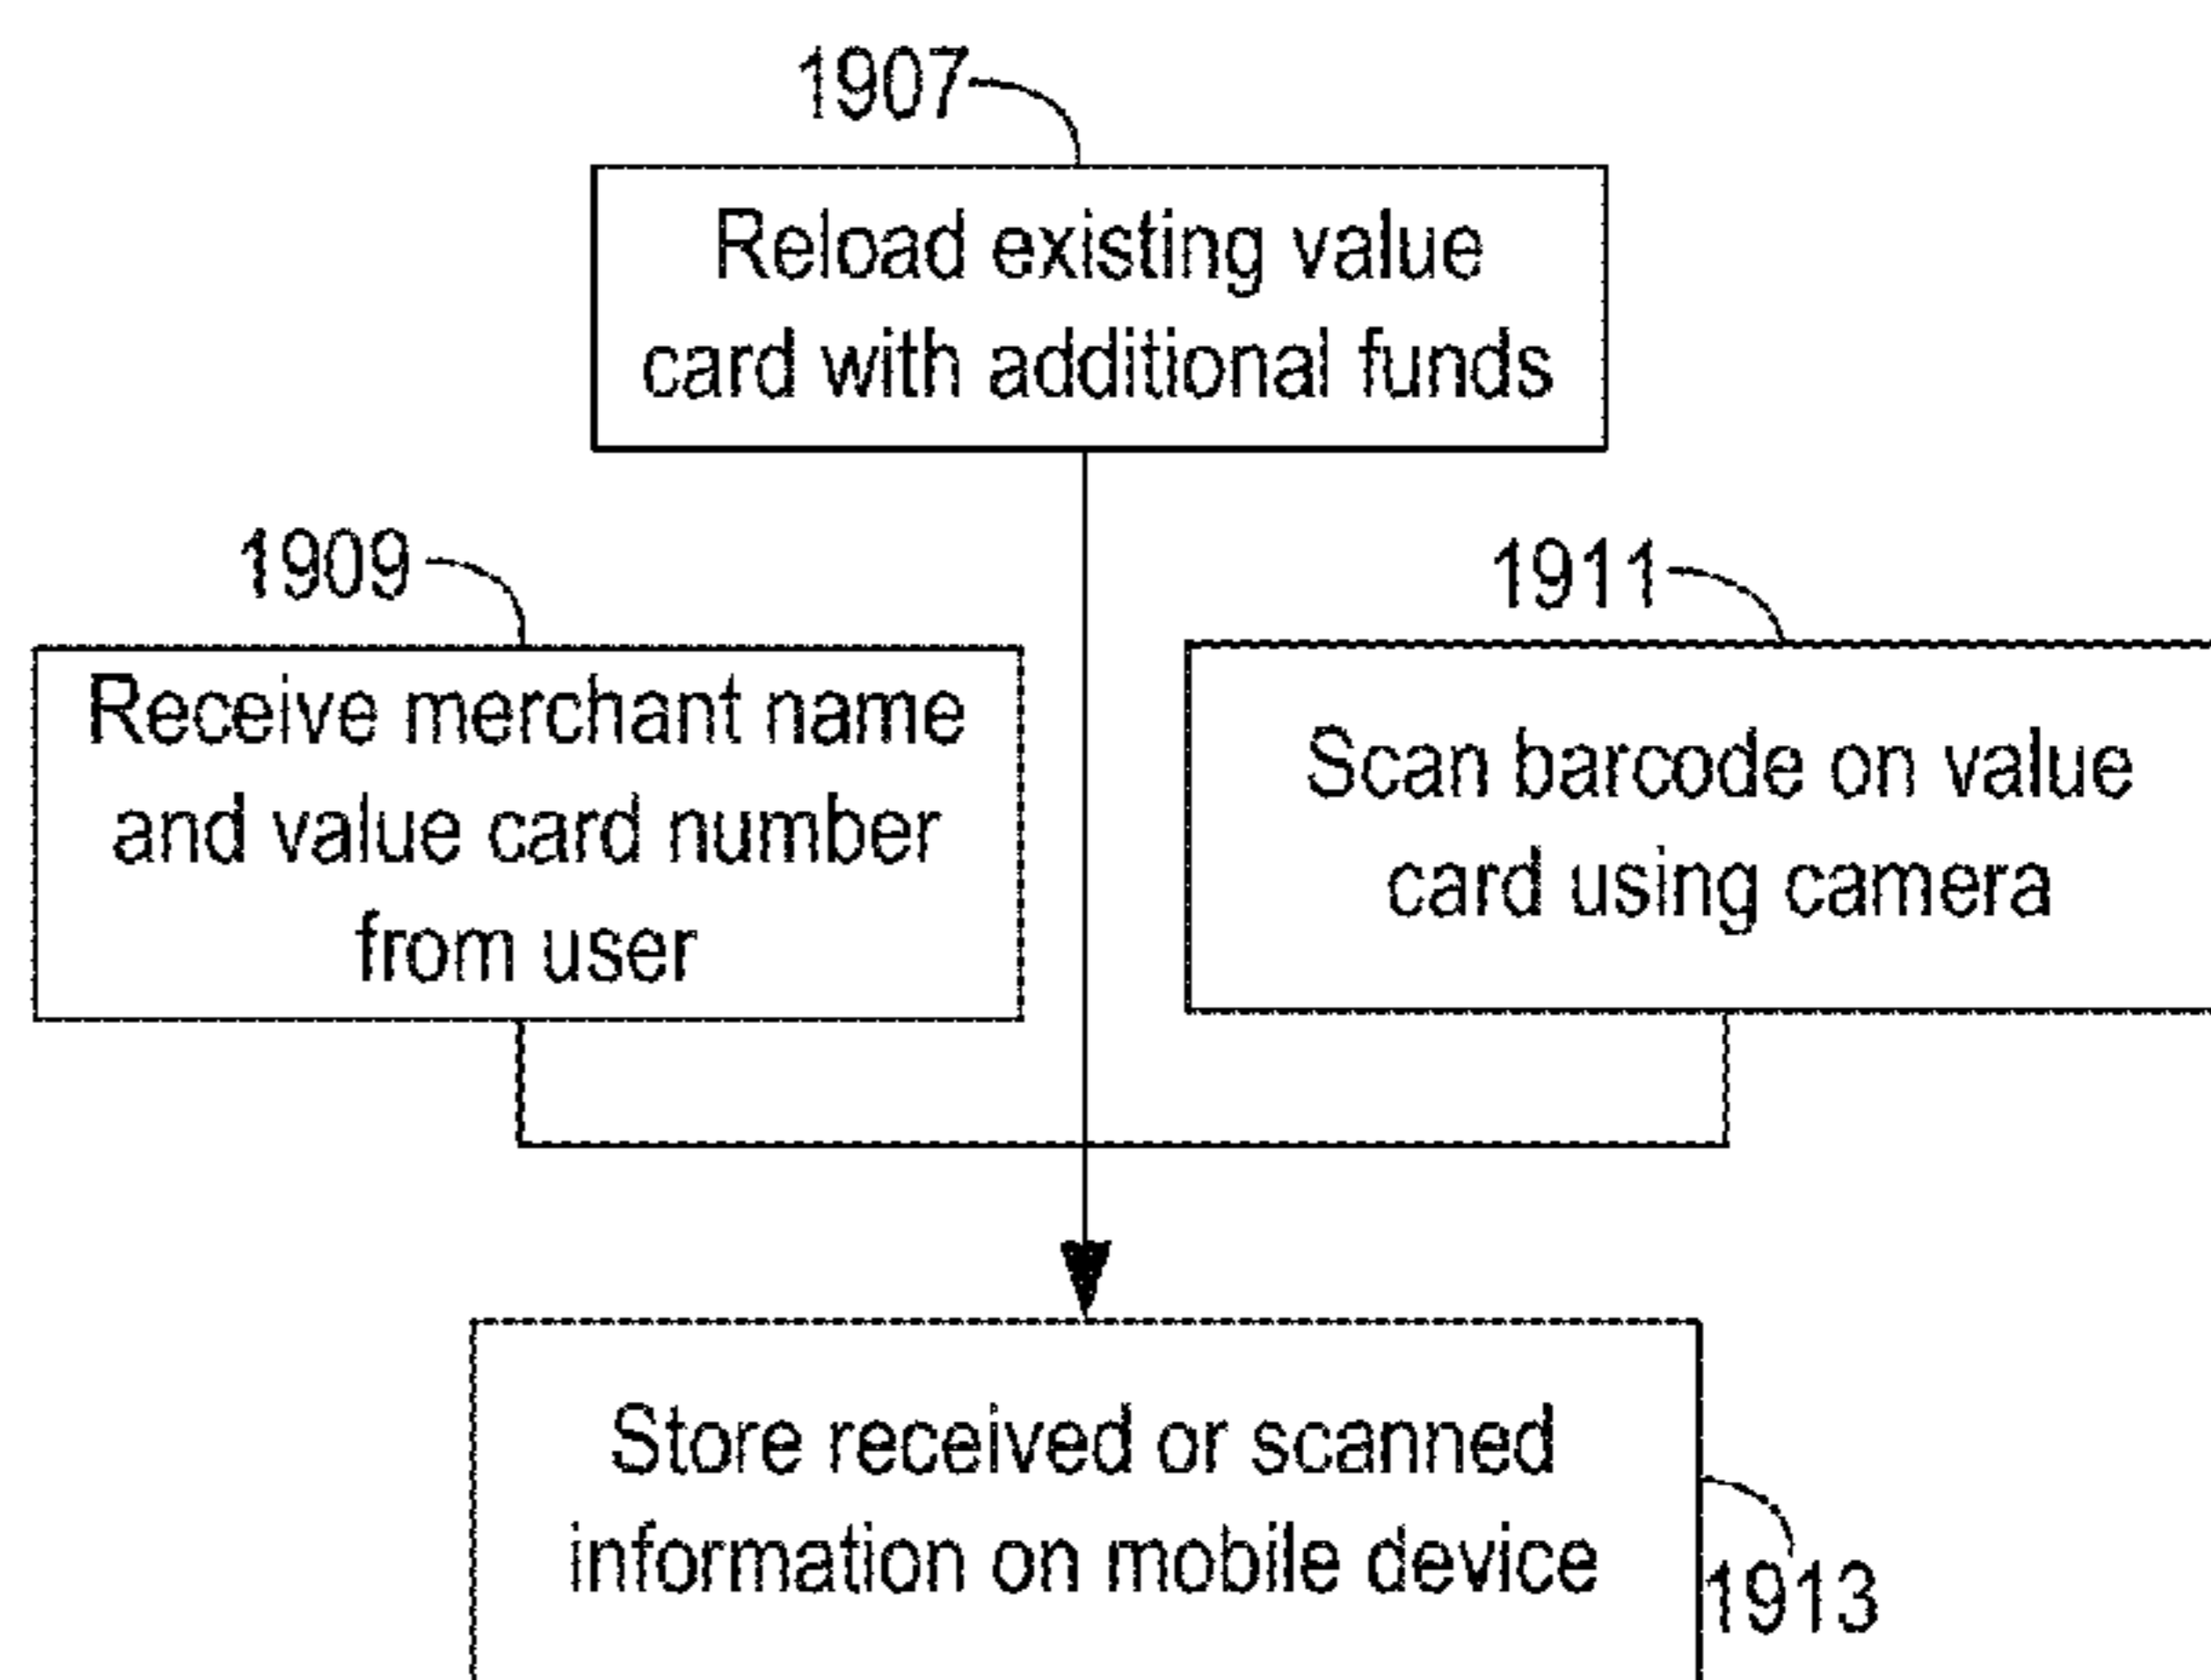 1907
Reload existing value
card with additional funds
1909
Receive merchant name
and value card number
from user
1911
Scan barcode on value
card using camera
Store received or scanned
information on mobile device
1913